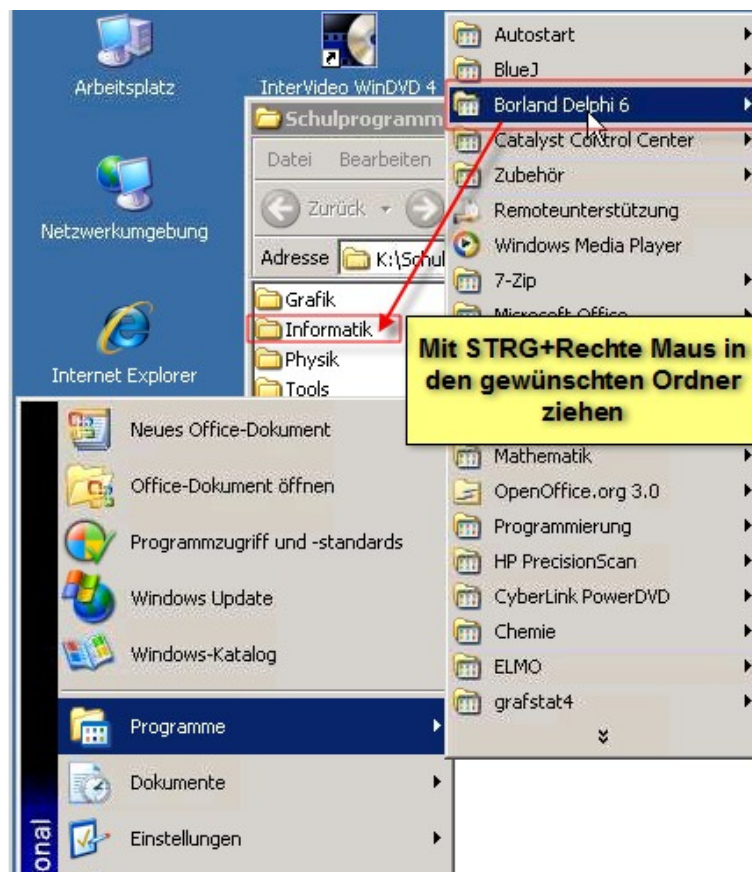 Arbeitsplatz
InterVideo WinDVD 4
Netzwerkumgebung
Internet Explorer
Schulprogramm
Datei Bearbeiten
Zurück
Adresse K:\Schul
Grafik
Informatik
Physik
Tools
Autostart
BlueJ
Borland Delphi 6
Catalyst Control Center
Zubehör
Remoteunterstützung
Windows Media Player
7-Zip
Microsoft Office
Mit STRG+Rechte Maus in
den gewünschten Ordner
ziehen
Mathematik
OpenOffice.org 3.0
Programmierung
HP PrecisionScan
CyberLink PowerDVD
Chemie
ELMO
grafstat4
Neues Office-Dokument
Office-Dokument öffnen
Programmzugriff und -standards
Windows Update
Windows-Katalog
Programme
Dokumente
Einstellungen
onal